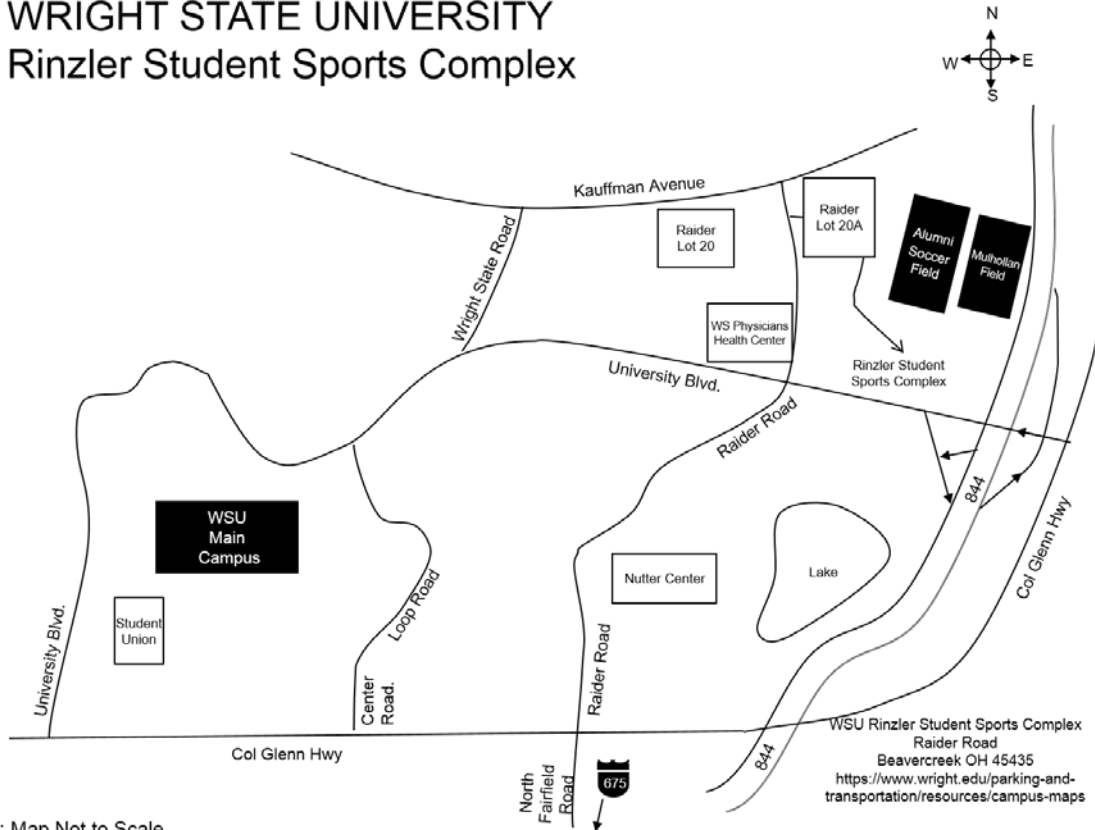 WRIGHT STATE UNIVERSITY
Rinzler Student Sports Complex
N
W
E
S
Kauffman Avenue
Wright State Road
Raider
Lot 20
Raider
Lot 20A
Alumni
Soccer
Field
Mulhollan
Field
WS Physicians
Health Center
Rinzler Student
Sports Complex
University Blvd.
Raider Road
844
Col Glenn Hwy
WSU
Main
Campus
Student
Union
University Blvd.
Loop Road
Center
Road.
Nutter Center
Lake
Raider Road
Col Glenn Hwy
North
Fairfield
Road
675
844
WSU Rinzler Student Sports Complex
Raider Road
Beavercreek OH 45435
https://www.wright.edu/parking-and-
transportation/resources/campus-maps
: Map Not to Scale